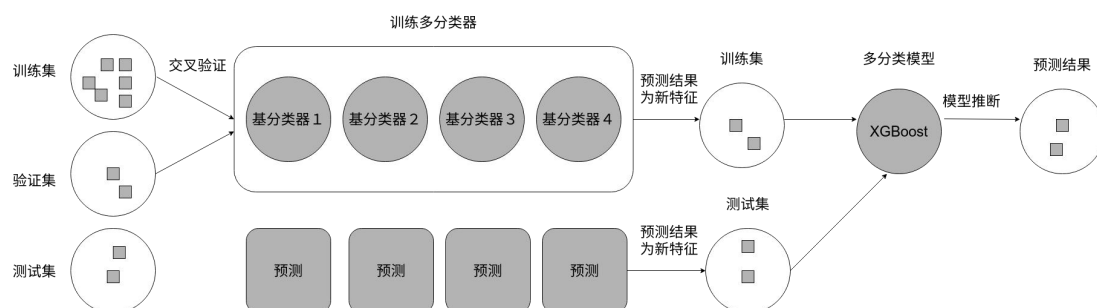 训练多分类器
训练集
交叉验证
基分类器1
基分类器2
基分类器3
基分类器4
预测结果
为新特征
训练集
多分类模型
XGBoost
模型推断
预测结果
验证集
测试集
预测
预测
预测
预测
预测结果
为新特征
测试集